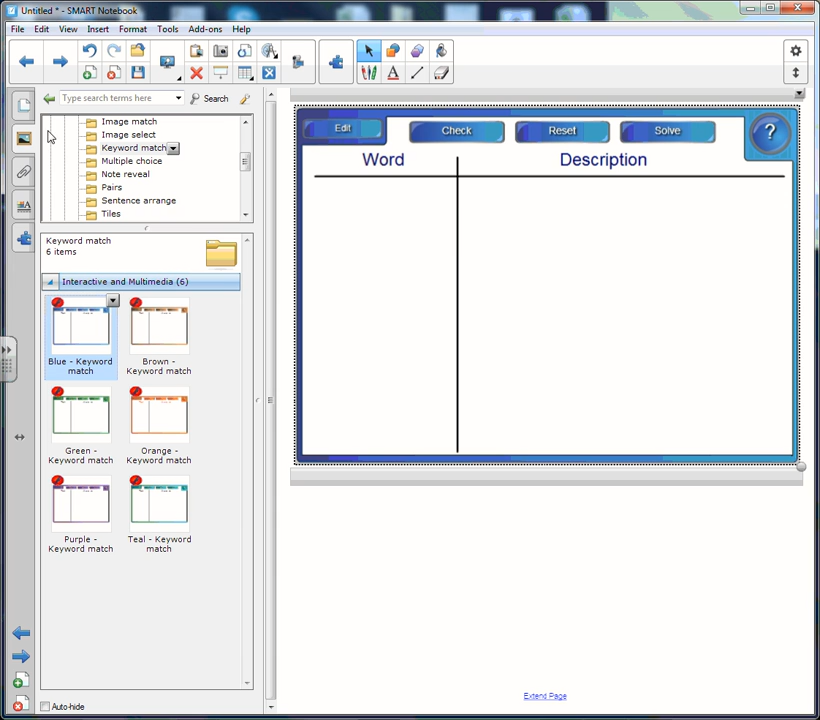 Untitled * - SMART Notebook
File Edit View Insert Format Tools Add-ons Help
Type search terms here Search
Image match
Image select
Keyword match
Multiple choice
Note reveal
Pairs
Sentence arrange
Tiles
Keyword match
6 items
Interactive and Multimedia (6)
Blue - Keyword
match
Brown -
Keyword match
Green -
Keyword match
Orange -
Keyword match
Purple -
Keyword match
Teal - Keyword
match
Auto-hide
Edit Check Reset Solve ?
Word Description
Extend Page